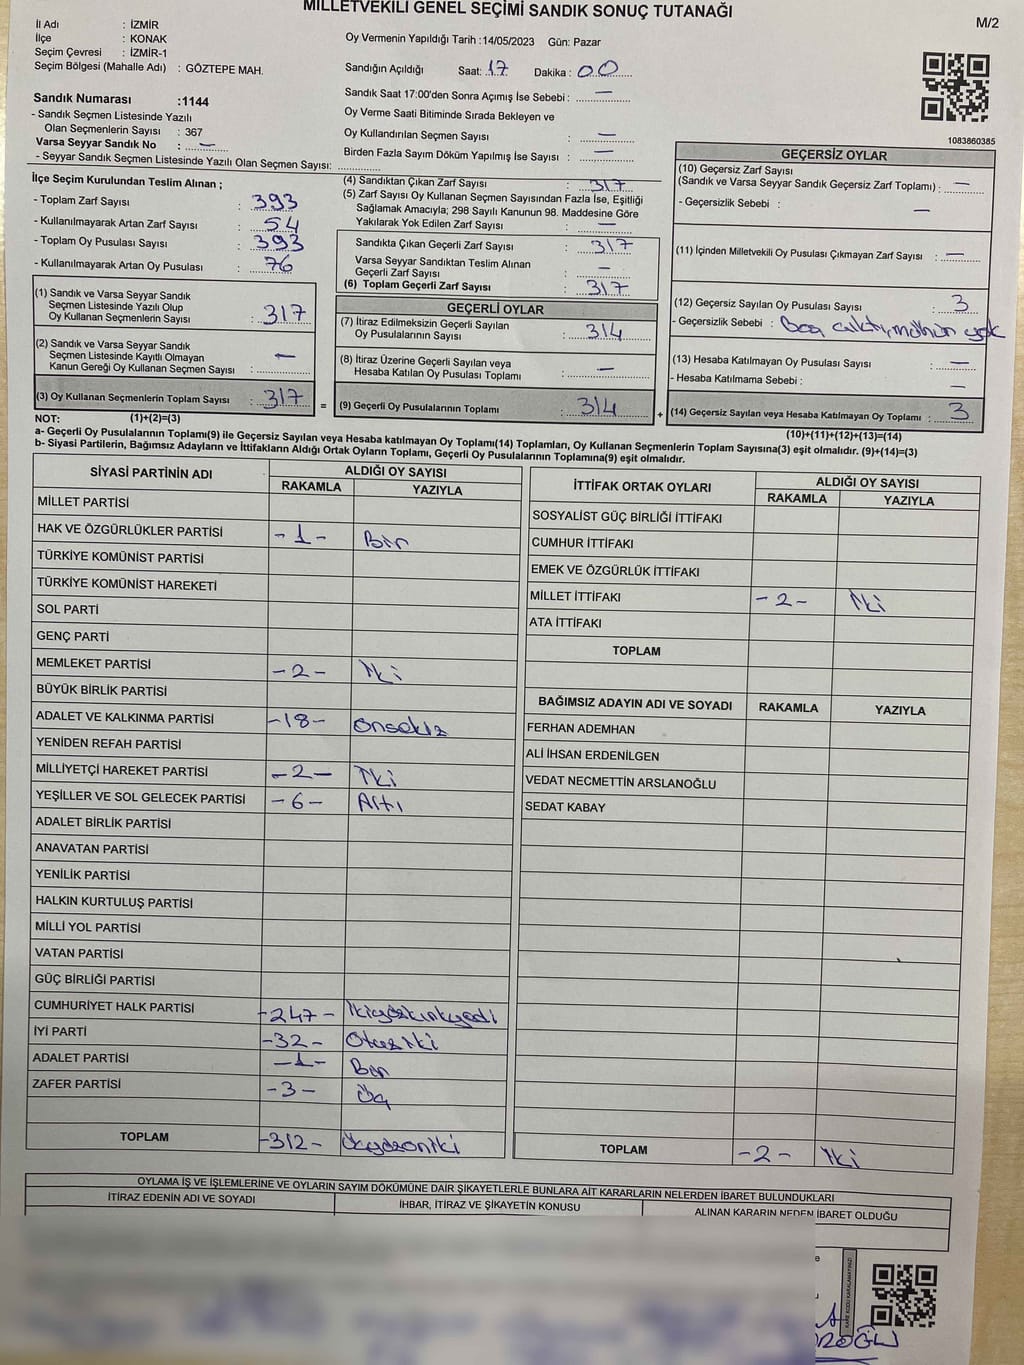 MİLLETVEKİLİ GENEL SEÇİMİ SANDIK SONUÇ TUTANAĞI
M/2
İl Adı : İZMİR
İlçe : KONAK
Seçim Çevresi : İZMİR-1
Seçim Bölgesi (Mahalle Adı) : GÖZTEPE MAH.
Oy Vermenin Yapıldığı Tarih :14/05/2023 Gün: Pazar
Sandığın Açıldığı Saat: 17 Dakika : 00
Sandık Saat 17:00'den Sonra Açımış İse Sebebi : —
Oy Verme Saati Bitiminde Sırada Bekleyen ve
Oy Kullandırılan Seçmen Sayısı : —
Birden Fazla Sayım Döküm Yapılmış İse Sayısı : —
Sandık Numarası :1144
- Sandık Seçmen Listesinde Yazılı
Olan Seçmenlerin Sayısı : 367
Varsa Seyyar Sandık No : —
- Seyyar Sandık Seçmen Listesinde Yazılı Olan Seçmen Sayısı:
İlçe Seçim Kurulundan Teslim Alınan ;
- Toplam Zarf Sayısı : 393
- Kullanılmayarak Artan Zarf Sayısı : 54
- Toplam Oy Pusulası Sayısı : 393
- Kullanılmayarak Artan Oy Pusulası : 76
(1) Sandık ve Varsa Seyyar Sandık
Seçmen Listesinde Yazılı Olup
Oy Kullanan Seçmenlerin Sayısı : 317
(2) Sandık ve Varsa Seyyar Sandık
Seçmen Listesinde Kayıtlı Olmayan
Kanun Gereği Oy Kullanan Seçmen Sayısı : —
(3) Oy Kullanan Seçmenlerin Toplam Sayısı : 317
(1)+(2)=(3)
(4) Sandıktan Çıkan Zarf Sayısı : 317
(5) Zarf Sayısı Oy Kullanan Seçmen Sayısından Fazla İse, Eşitliği
Sağlamak Amacıyla; 298 Sayılı Kanunun 98. Maddesine Göre
Yakılarak Yok Edilen Zarf Sayısı : —
Sandıkta Çıkan Geçerli Zarf Sayısı : 317
Varsa Seyyar Sandıktan Teslim Alınan
Geçerli Zarf Sayısı : —
(6) Toplam Geçerli Zarf Sayısı : 317
GEÇERLİ OYLAR
(7) İtiraz Edilmeksizin Geçerli Sayılan
Oy Pusulalarının Sayısı : 314
(8) İtiraz Üzerine Geçerli Sayılan veya
Hesaba Katılan Oy Pusulası Toplamı : —
= (9) Geçerli Oy Pusulalarının Toplamı : 314
1083860385
GEÇERSİZ OYLAR
(10) Geçersiz Zarf Sayısı
(Sandık ve Varsa Seyyar Sandık Geçersiz Zarf Toplamı) : —
- Geçersizlik Sebebi : —
(11) İçinden Milletvekili Oy Pusulası Çıkmayan Zarf Sayısı : —
(12) Geçersiz Sayılan Oy Pusulası Sayısı : 3
- Geçersizlik Sebebi : Boş çıktı, mühür yok
(13) Hesaba Katılmayan Oy Pusulası Sayısı : —
- Hesaba Katılmama Sebebi : —
+ (14) Geçersiz Sayılan veya Hesaba Katılmayan Oy Toplamı : 3
(10)+(11)+(12)+(13)=(14)
NOT:
a- Geçerli Oy Pusulalarının Toplamı(9) ile Geçersiz Sayılan veya Hesaba katılmayan Oy Toplamı(14) Toplamları, Oy Kullanan Seçmenlerin Toplam Sayısına(3) eşit olmalıdır. (9)+(14)=(3)
b- Siyasi Partilerin, Bağımsız Adayların ve İttifakların Aldığı Ortak Oyların Toplamı, Geçerli Oy Pusulalarının Toplamına(9) eşit olmalıdır.
SİYASİ PARTİNİN ADI ALDIĞI OY SAYISI
RAKAMLA YAZIYLA
MİLLET PARTİSİ
HAK VE ÖZGÜRLÜKLER PARTİSİ -1- Bir
TÜRKİYE KOMÜNİST PARTİSİ
TÜRKİYE KOMÜNİST HAREKETİ
SOL PARTİ
GENÇ PARTİ
MEMLEKET PARTİSİ -2- İki
BÜYÜK BİRLİK PARTİSİ
ADALET VE KALKINMA PARTİSİ -18- onsekiz
YENİDEN REFAH PARTİSİ
MİLLİYETÇİ HAREKET PARTİSİ -2- İki
YEŞİLLER VE SOL GELECEK PARTİSİ -6- Altı
ADALET BİRLİK PARTİSİ
ANAVATAN PARTİSİ
YENİLİK PARTİSİ
HALKIN KURTULUŞ PARTİSİ
MİLLİ YOL PARTİSİ
VATAN PARTİSİ
GÜÇ BİRLİĞİ PARTİSİ
CUMHURİYET HALK PARTİSİ -247- İkiyüzkırkyedi
İYİ PARTİ -32- Otuziki
ADALET PARTİSİ -1- Bir
ZAFER PARTİSİ -3- Üç
TOPLAM -312- Üçyüzoniki
İTTİFAK ORTAK OYLARI ALDIĞI OY SAYISI
RAKAMLA YAZIYLA
SOSYALİST GÜÇ BİRLİĞİ İTTİFAKI
CUMHUR İTTİFAKI
EMEK VE ÖZGÜRLÜK İTTİFAKI
MİLLET İTTİFAKI -2- İki
ATA İTTİFAKI
TOPLAM
BAĞIMSIZ ADAYIN ADI VE SOYADI RAKAMLA YAZIYLA
FERHAN ADEMHAN
ALİ İHSAN ERDENİLGEN
VEDAT NECMETTİN ARSLANOĞLU
SEDAT KABAY
TOPLAM -2- İki
OYLAMA İŞ VE İŞLEMLERİNE VE OYLARIN SAYIM DÖKÜMÜNE DAİR ŞİKAYETLERLE BUNLARA AİT KARARLARIN NELERDEN İBARET BULUNDUKLARI
İTİRAZ EDENİN ADI VE SOYADI İHBAR, İTİRAZ VE ŞİKAYETİN KONUSU ALINAN KARARIN NEDEN İBARET OLDUĞU